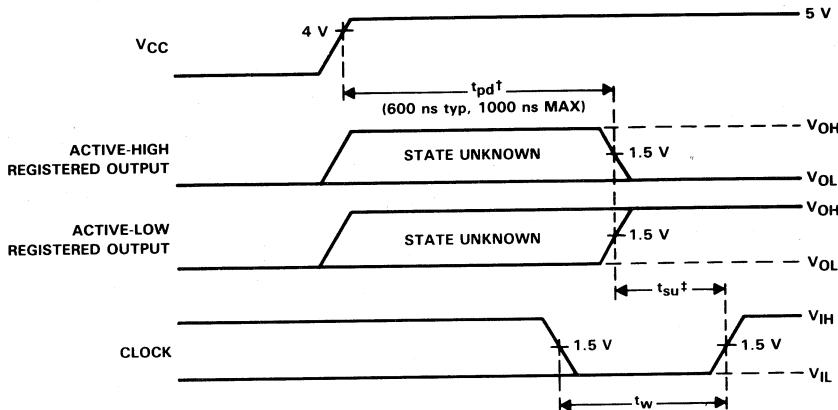 5 V
4 V
VCC
tpd†
(600 ns typ, 1000 ns MAX)
VOH
ACTIVE-HIGH
REGISTERED OUTPUT
STATE UNKNOWN
1.5 V
VOL
VOH
ACTIVE-LOW
REGISTERED OUTPUT
STATE UNKNOWN
1.5 V
VOL
tsu‡
VIH
CLOCK
1.5 V
1.5 V
VIL
tw